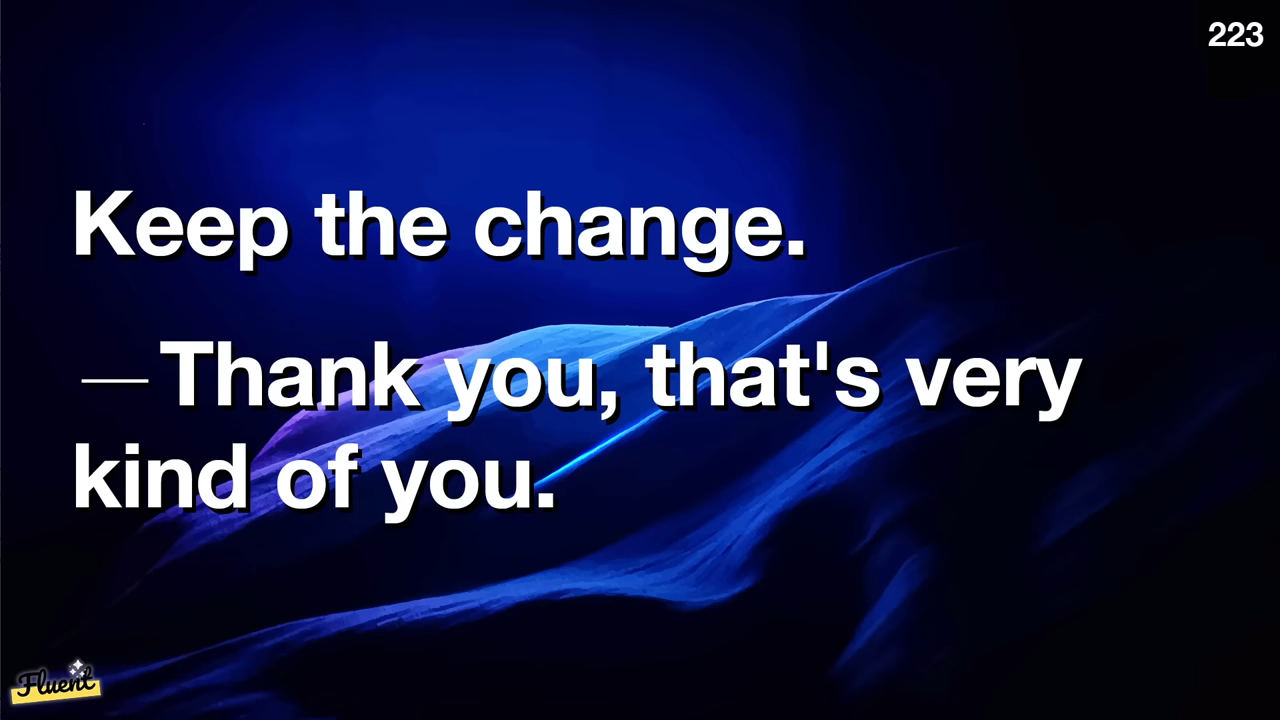 223
Keep the change.
—Thank you, that's very
kind of you.
Fluent